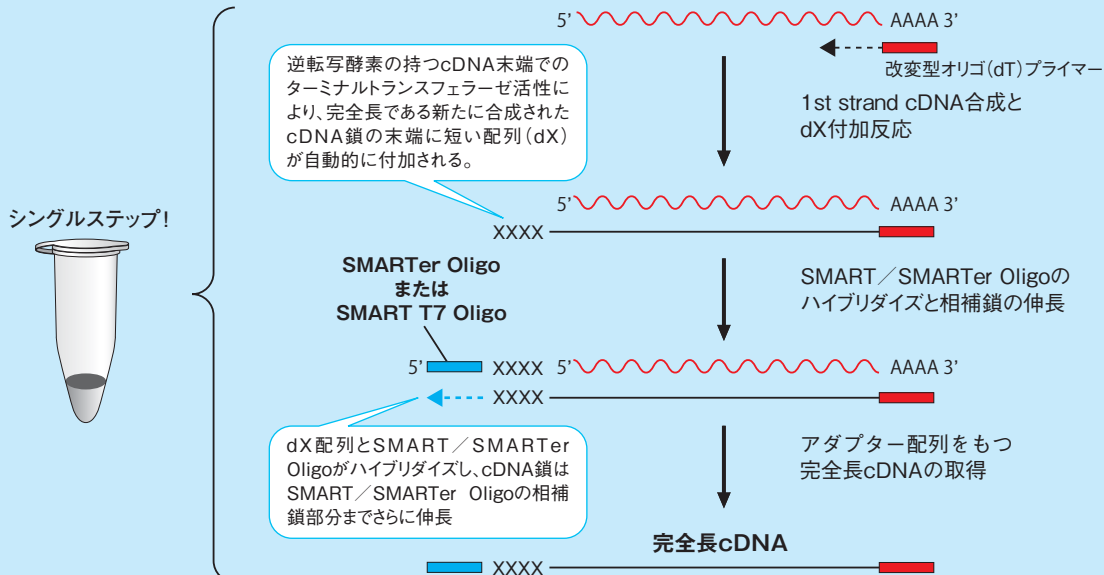 5' AAAA 3'
改変型オリゴ(dT)プライマー
逆転写酵素の持つcDNA末端での
ターミナルトランスフェラーゼ活性に
より、完全長である新たに合成された
cDNA鎖の末端に短い配列(dX)
が自動的に付加される。
1st strand cDNA合成と
dX付加反応
シングルステップ!
5' AAAA 3'
XXXX
SMARTer Oligo
または
SMART T7 Oligo
SMART/SMARTer Oligoの
ハイブリダイズと相補鎖の伸長
5' XXXX 5' AAAA 3'
XXXX
dX配列とSMART/SMARTer
Oligoがハイブリダイズし、cDNA鎖は
SMART/SMARTer Oligoの相補
鎖部分までさらに伸長
アダプター配列をもつ
完全長cDNAの取得
完全長cDNA
XXXX